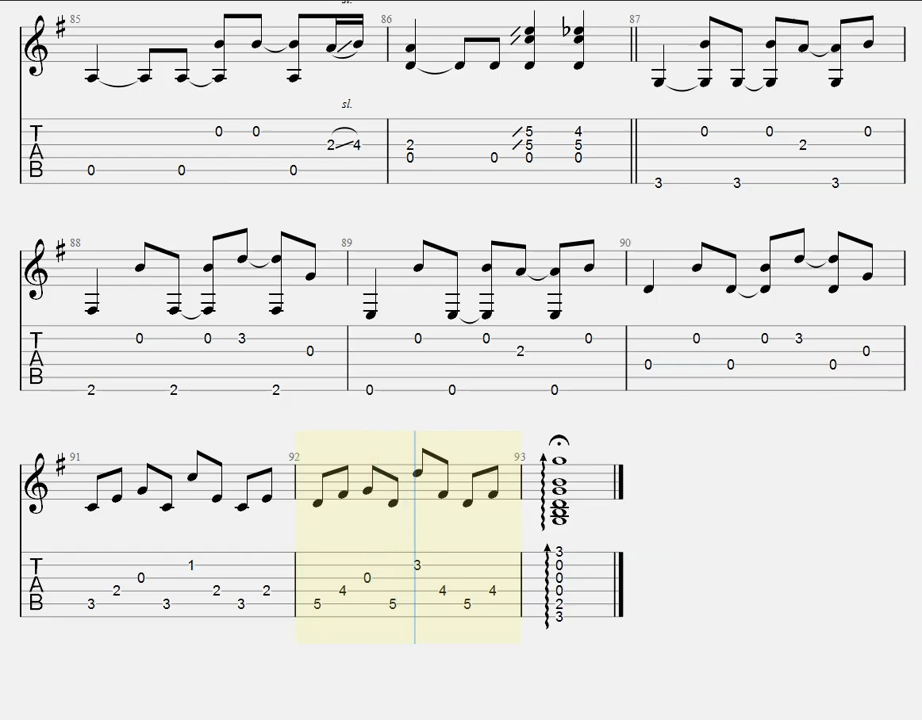 sl.
85 86 87
sl.
T 0 0 5 4 0 0 0
A 2 4 2 5 5 2
0 0 0 0
B 0 0 0
3 3 3
88 89 90
T 0 0 3 0 0 0 0 0 3
0 2 0
A 0 0 0
B
2 2 2 0 0 0
91 92 93
3
T 1 3 0
0 0 0
A 2 2 2 4 4 4 0
B 3 3 3 5 5 5 2
3